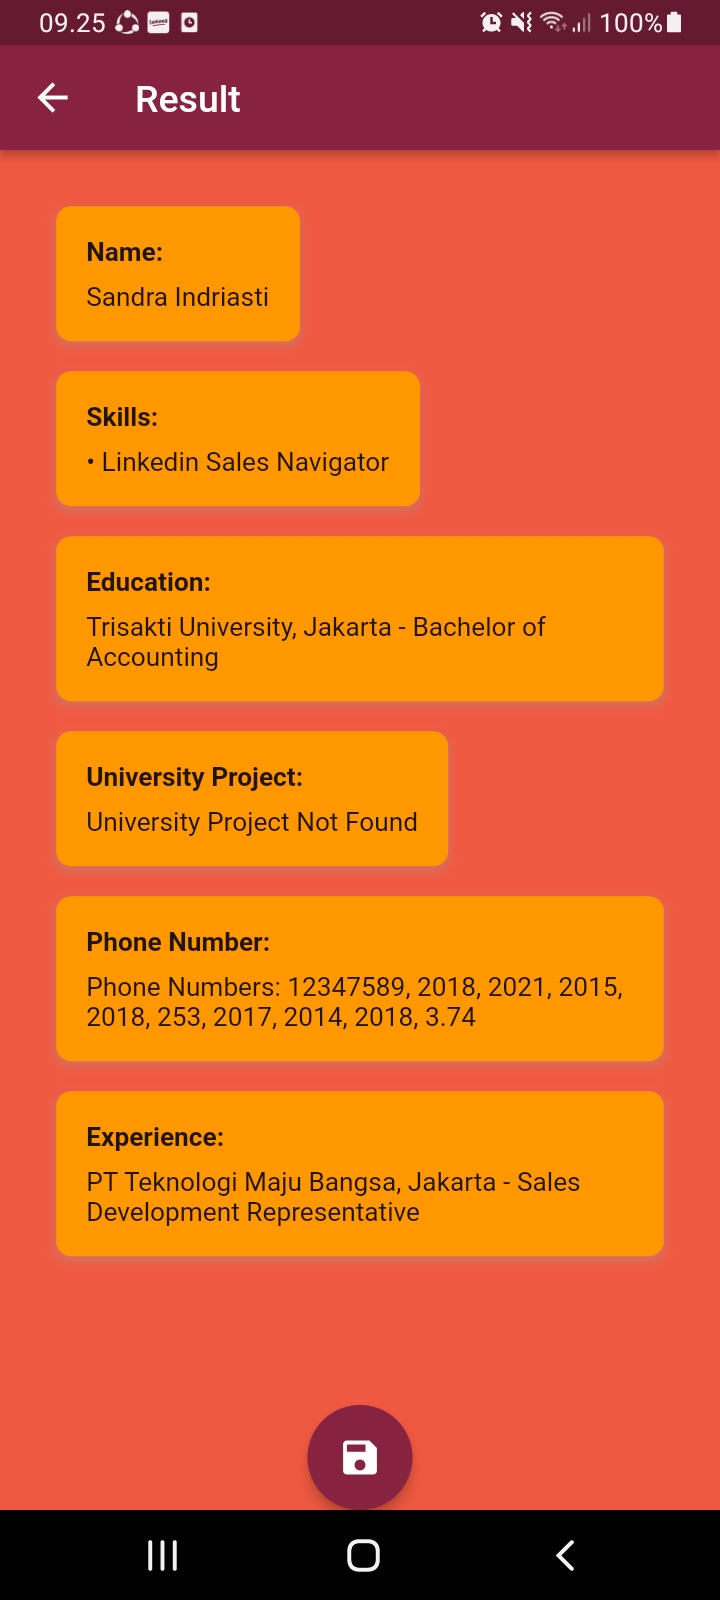 09.25
100%
Result
Name:
Sandra Indriasti
Skills:
• Linkedin Sales Navigator
Education:
Trisakti University, Jakarta - Bachelor of
Accounting
University Project:
University Project Not Found
Phone Number:
Phone Numbers: 12347589, 2018, 2021, 2015,
2018, 253, 2017, 2014, 2018, 3.74
Experience:
PT Teknologi Maju Bangsa, Jakarta - Sales
Development Representative